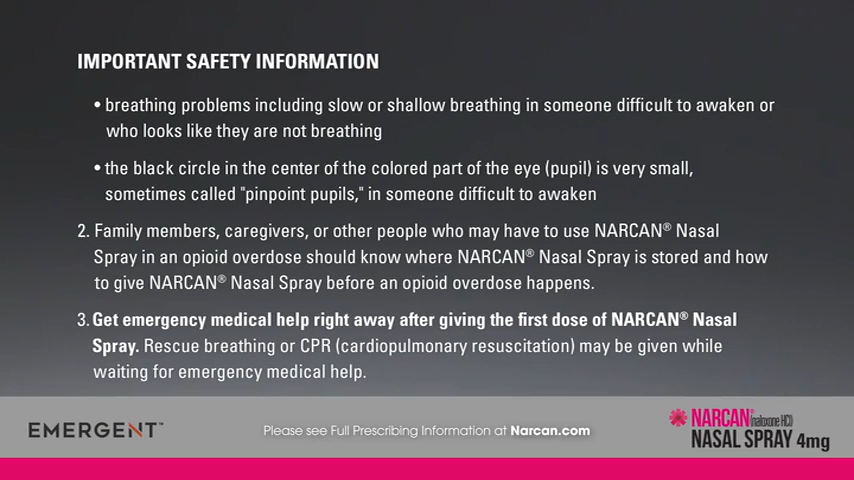 IMPORTANT SAFETY INFORMATION
• breathing problems including slow or shallow breathing in someone difficult to awaken or
who looks like they are not breathing
• the black circle in the center of the colored part of the eye (pupil) is very small,
sometimes called "pinpoint pupils," in someone difficult to awaken
2. Family members, caregivers, or other people who may have to use NARCAN® Nasal
Spray in an opioid overdose should know where NARCAN® Nasal Spray is stored and how
to give NARCAN® Nasal Spray before an opioid overdose happens.
3. Get emergency medical help right away after giving the first dose of NARCAN® Nasal
Spray. Rescue breathing or CPR (cardiopulmonary resuscitation) may be given while
waiting for emergency medical help.
EMERGENT™
Please see Full Prescribing Information at Narcan.com
NARCAN® (naloxone HCl)
NASAL SPRAY 4mg